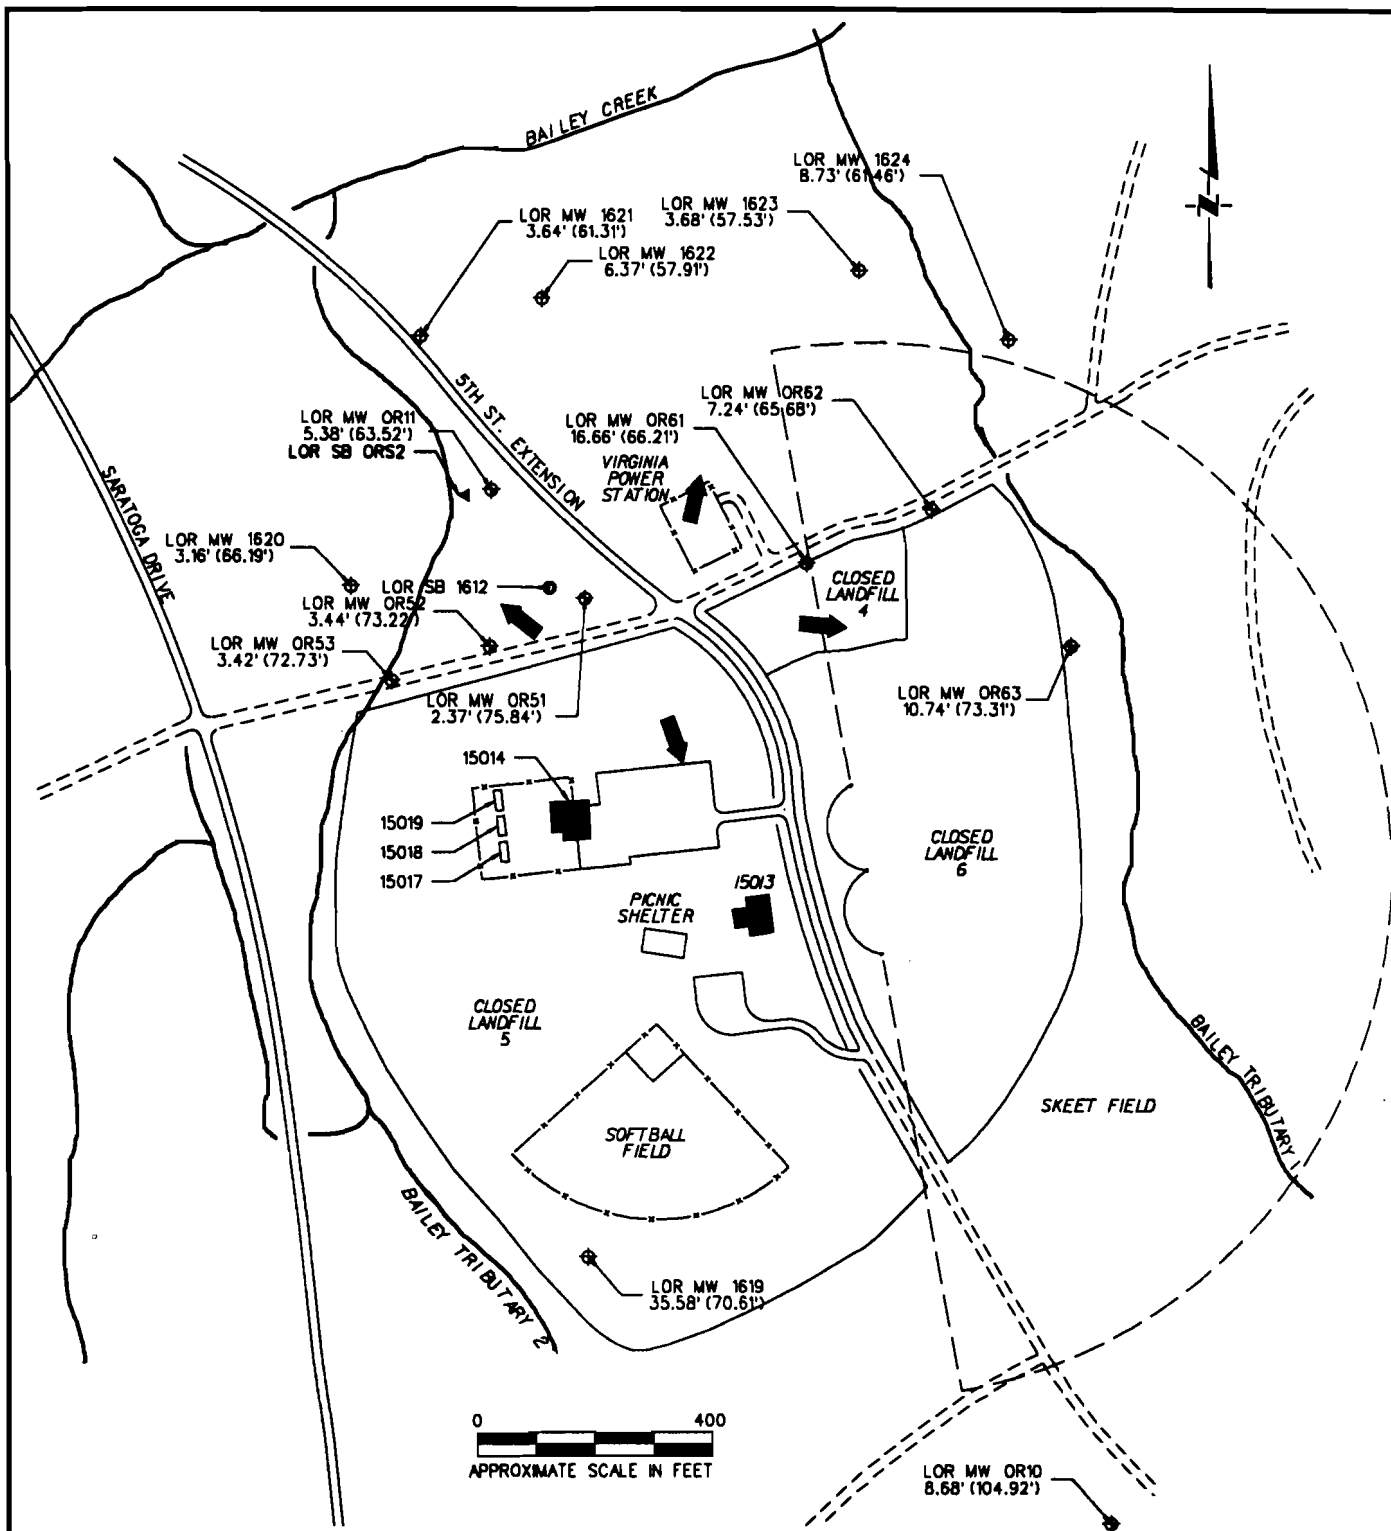 BAILEY CREEK
LOR MW 1624
8.73' (61.46')
LOR MW 1621
3.64' (61.31')
LOR MW 1623
3.68' (57.53')
N
LOR MW 1622
6.37' (57.91')
5TH ST. EXTENSION
LOR MW OR62
7.24' (65.68')
LOR MW OR11
5.38' (63.52')
LOR SB ORS2
LOR MW OR61
16.66' (66.21')
VIRGINIA
POWER
STATION
SARATOGA DRIVE
LOR MW 1620
3.16' (66.19')
LOR SB 1612
LOR MW OR52
3.44' (73.22')
CLOSED
LANDFILL
4
LOR MW OR53
3.42' (72.73')
LOR MW OR51
2.37' (75.84')
LOR MW OR63
10.74' (73.31')
15014
15019
15018
15017
CLOSED
LANDFILL
6
PICNIC
SHELTER
15013
CLOSED
LANDFILL
5
BAILEY TRIBUTARY 1
SKEET FIELD
SOFTBALL
FIELD
BAILEY TRIBUTARY 2
LOR MW 1619
35.58' (70.61')
0 400
APPROXIMATE SCALE IN FEET
LOR MW OR10
8.68' (104.92')